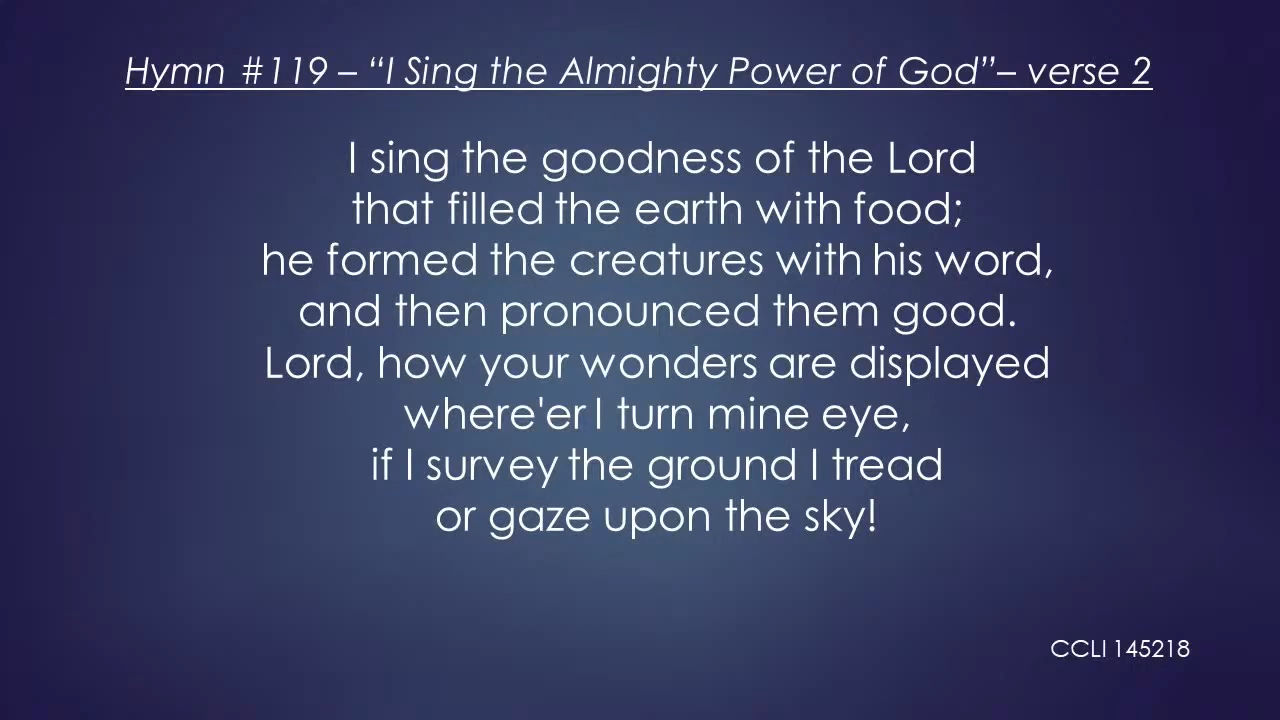 Hymn #119 – “I Sing the Almighty Power of God”– verse 2
I sing the goodness of the Lord
that filled the earth with food;
he formed the creatures with his word,
and then pronounced them good.
Lord, how your wonders are displayed
where'er I turn mine eye,
if I survey the ground I tread
or gaze upon the sky!
CCLI 145218